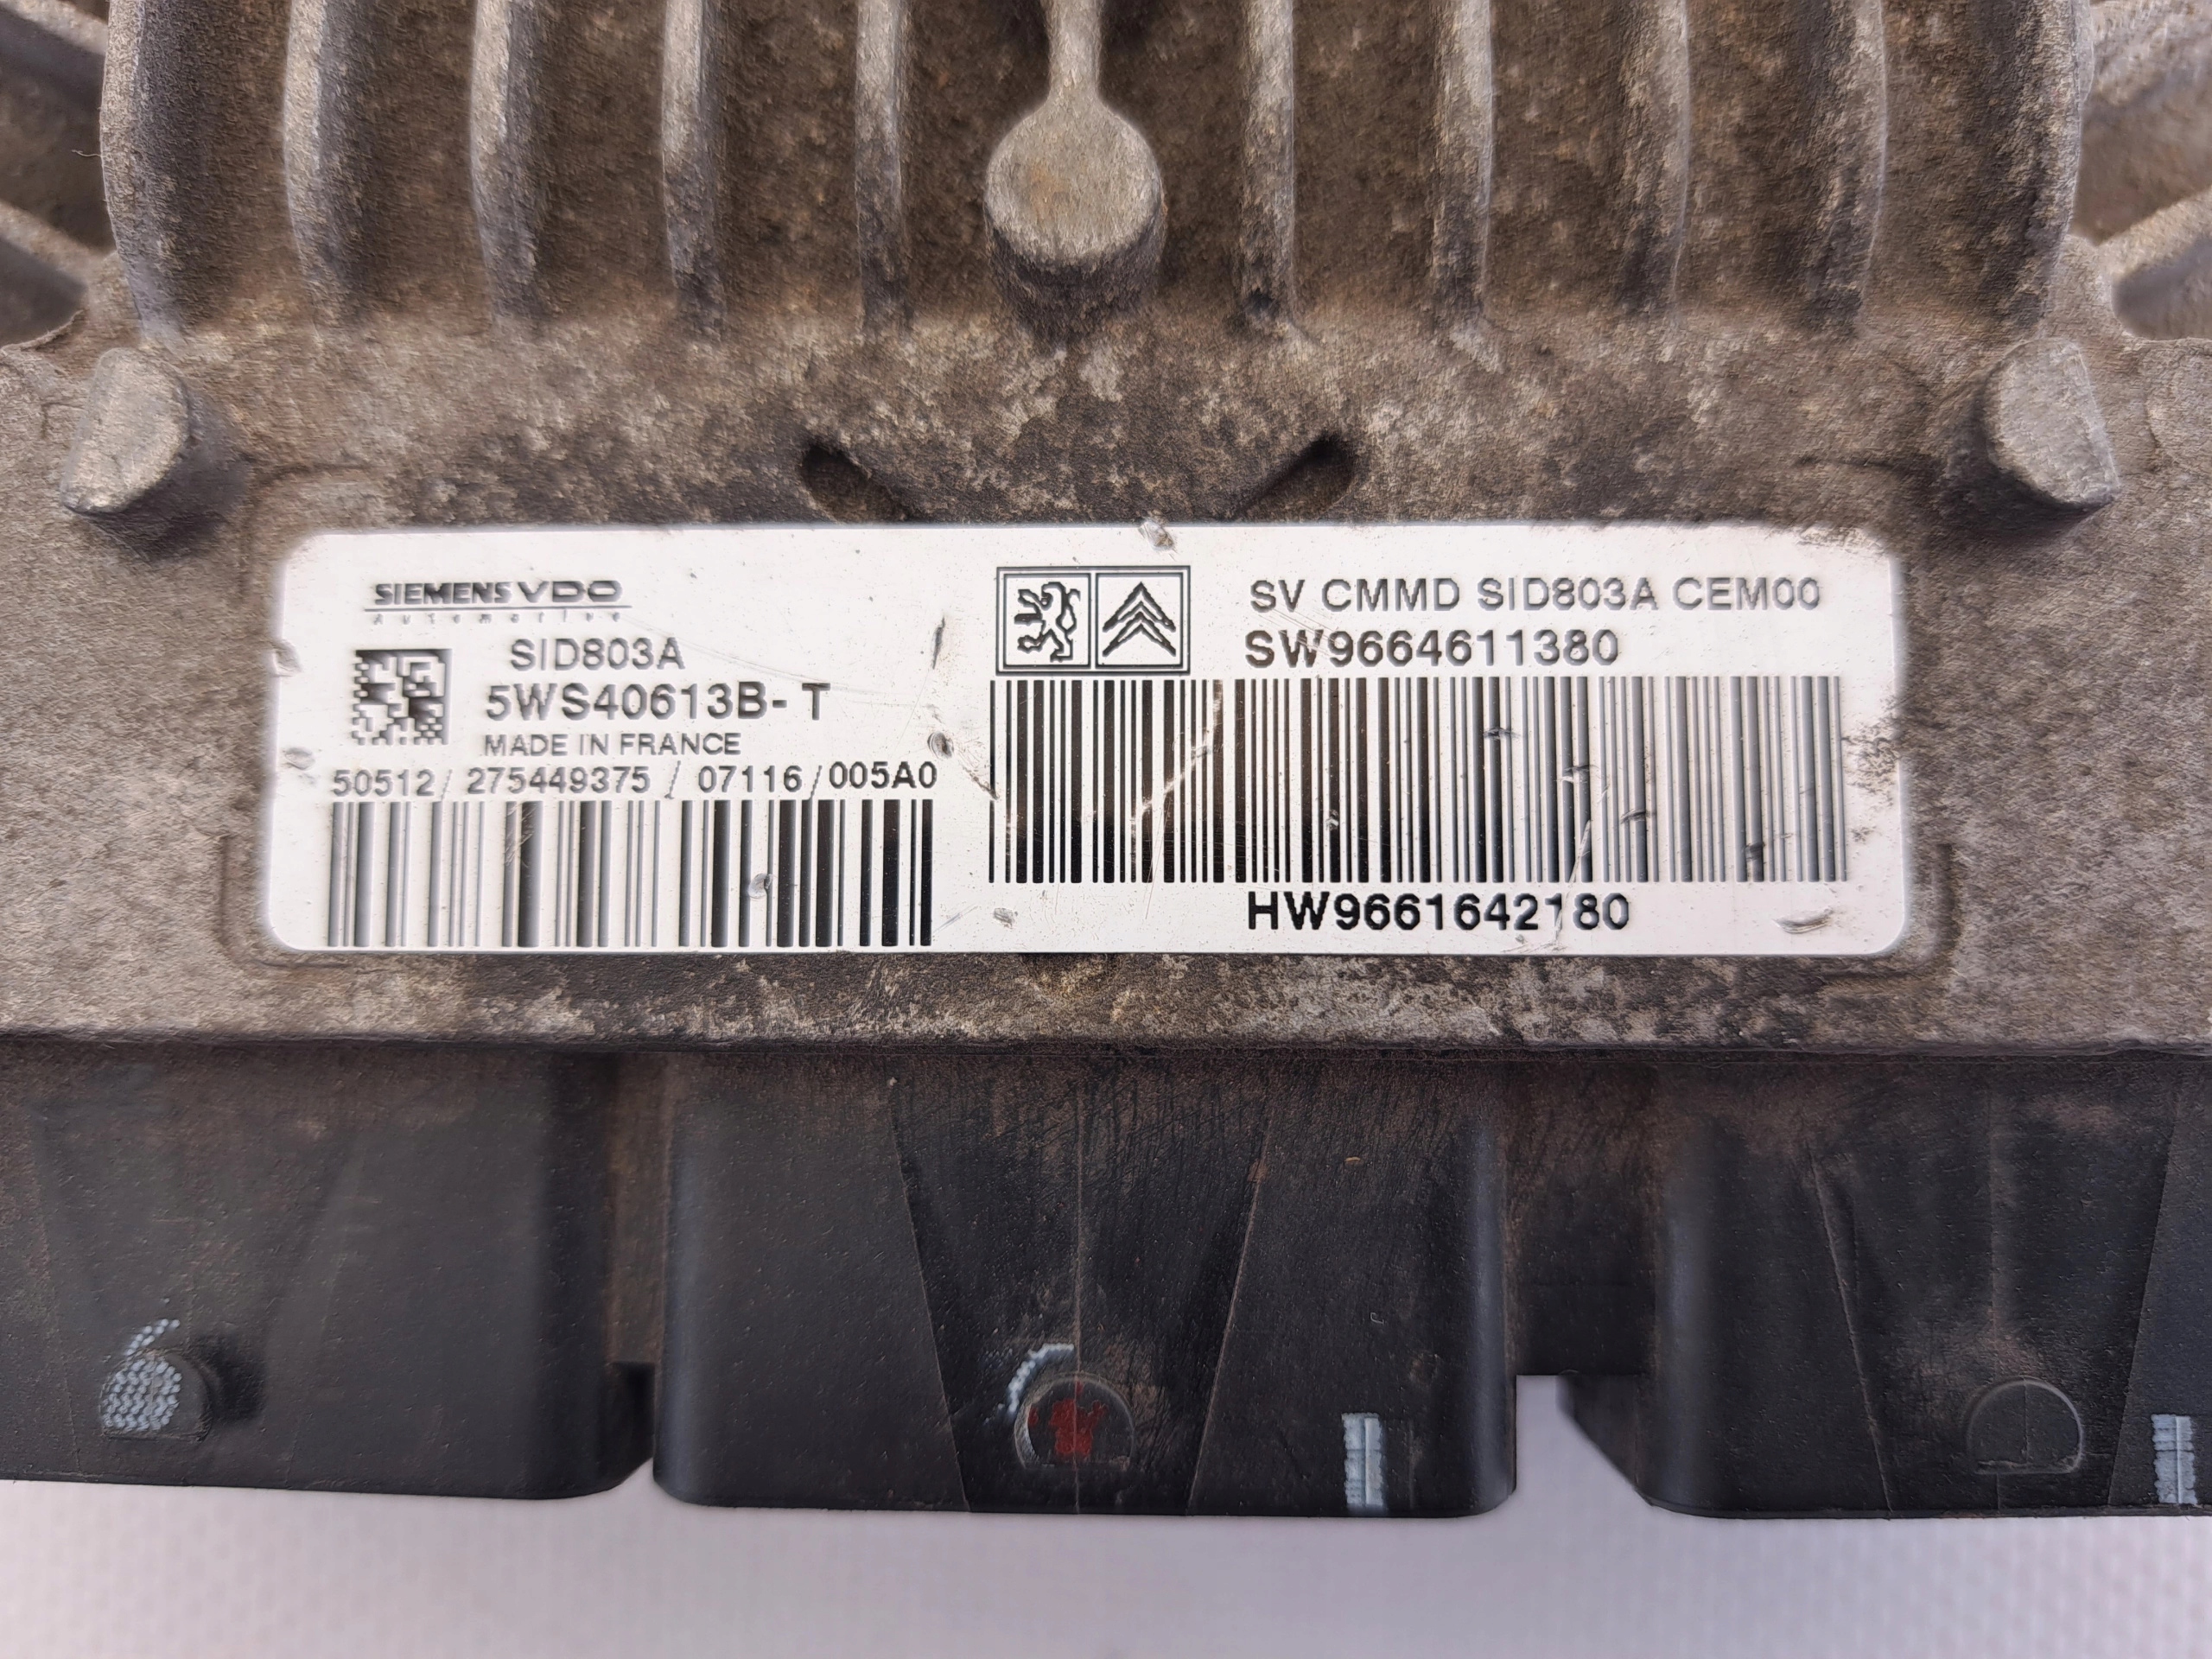 SIEMENS VDO
Automotive
SID803A
5WS40613B-T
MADE IN FRANCE
50512/275449375/07116/005A0
SV CMMD SID803A CEM00
SW9664611380
HW9661642180